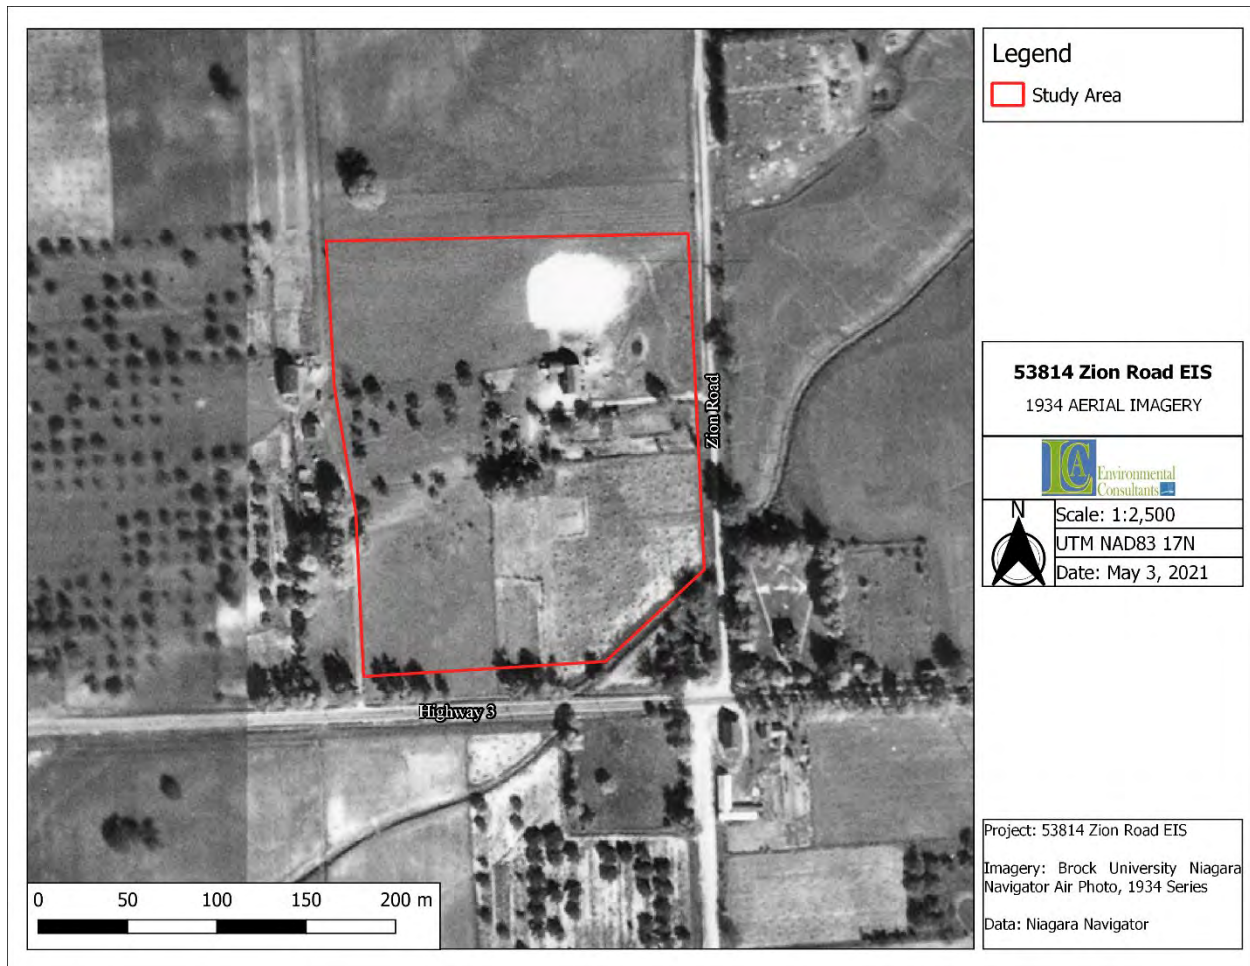 Legend
Study Area
53814 Zion Road EIS
1934 AERIAL IMAGERY
LCA
Environmental
Consultants
N
Scale: 1:2,500
UTM NAD83 17N
Date: May 3, 2021
Zion Road
Highway 3
0 50 100 150 200 m
Project: 53814 Zion Road EIS
Imagery: Brock University Niagara
Navigator Air Photo, 1934 Series
Data: Niagara Navigator